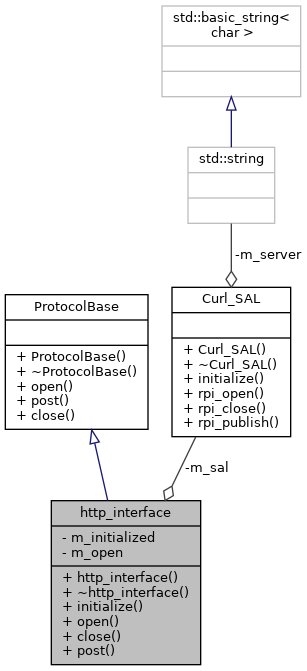 std::basic_string<
char >
std::string
-m_server
Curl_SAL
+ Curl_SAL()
+ ~Curl_SAL()
+ initialize()
+ rpi_open()
+ rpi_close()
+ rpi_publish()
ProtocolBase
+ ProtocolBase()
+ ~ProtocolBase()
+ open()
+ post()
+ close()
-m_sal
http_interface
- m_initialized
- m_open
+ http_interface()
+ ~http_interface()
+ initialize()
+ open()
+ close()
+ post()